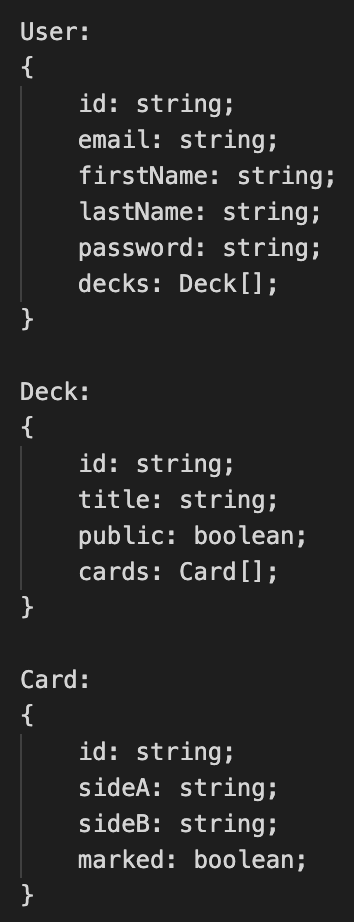 User:
{
    id: string;
    email: string;
    firstName: string;
    lastName: string;
    password: string;
    decks: Deck[];
}

Deck:
{
    id: string;
    title: string;
    public: boolean;
    cards: Card[];
}

Card:
{
    id: string;
    sideA: string;
    sideB: string;
    marked: boolean;
}